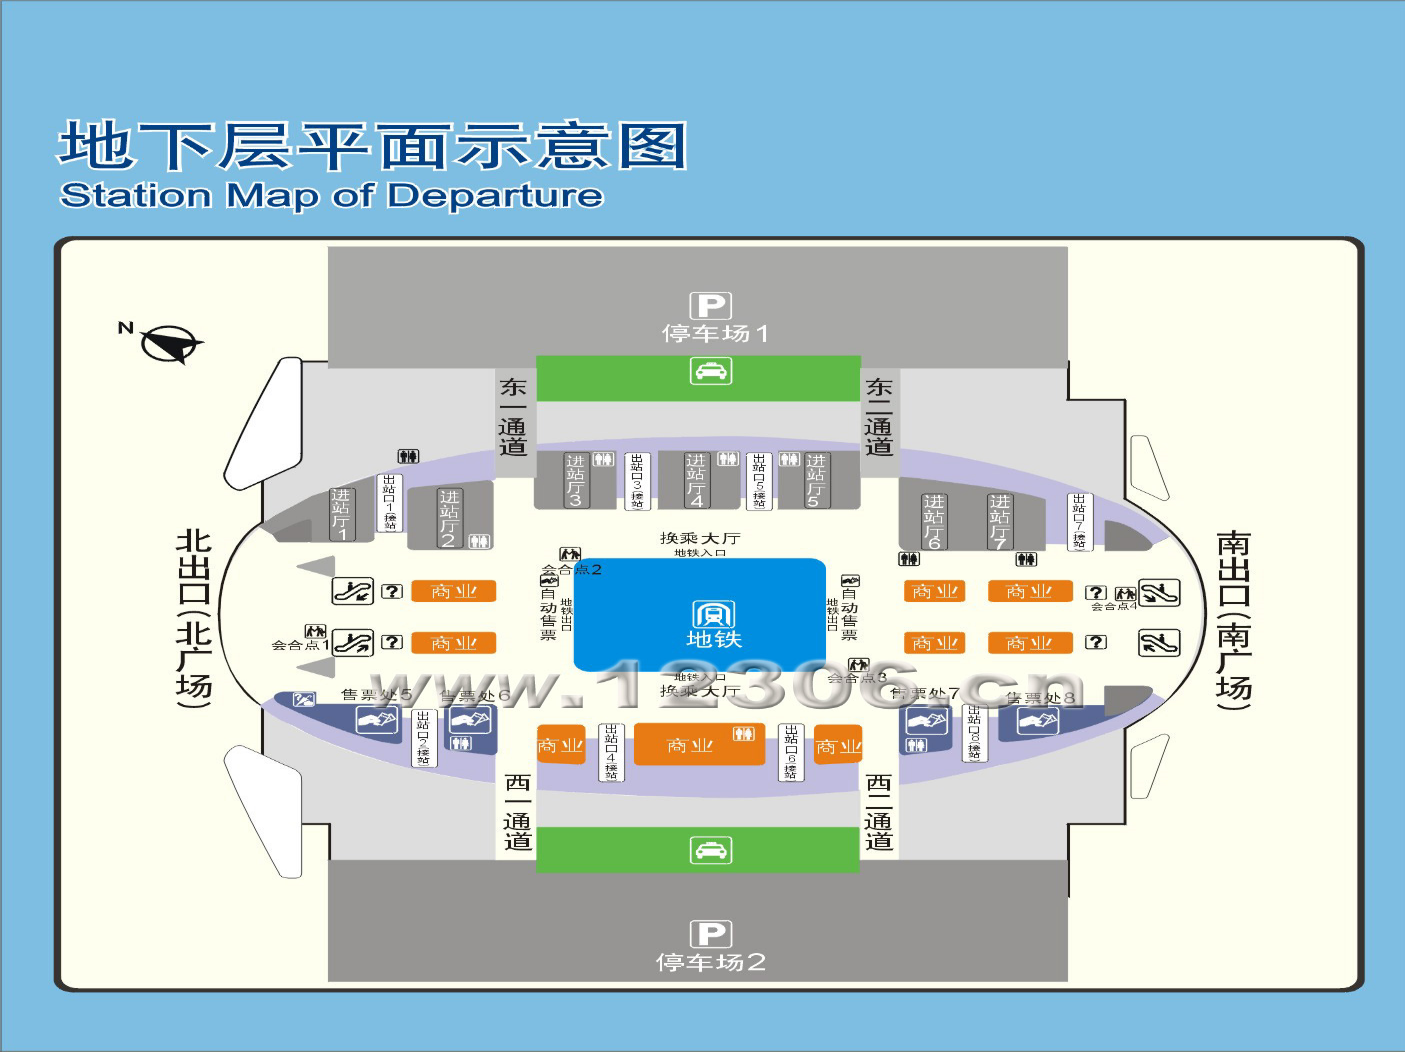 地下层平面示意图
Station Map of Departure
N
P
停车场1
东一通道
东二通道
进站厅1
出站口1(接站)
进站厅2
进站厅3
出站口3(接站)
进站厅4
出站口5(接站)
进站厅5
进站厅6
进站厅7
出站口7(接站)
北出口(北广场)
南出口(南广场)
换乘大厅
地铁入口
会合点2
自动售票
地铁出口
地铁
地铁出口
自动售票
?
商业
商业
商业
?
会合点4
会合点1
?
商业
商业
商业
?
会合点3
地铁入口
换乘大厅
www.12306.cn
售票处5
售票处6
售票处7
售票处8
出站口2(接站)
商业
出站口4(接站)
商业
出站口6(接站)
商业
出站口8(接站)
西一通道
西二通道
P
停车场2